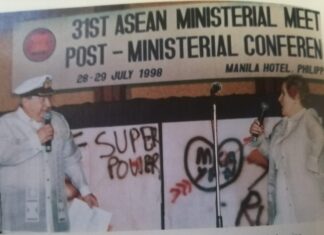 31ST ASEAN MINISTERIAL MEET
POST - MINISTERIAL CONFEREN
28-29 JULY 1998
MANILA HOTEL, PHILIPP
SUPER
POWER